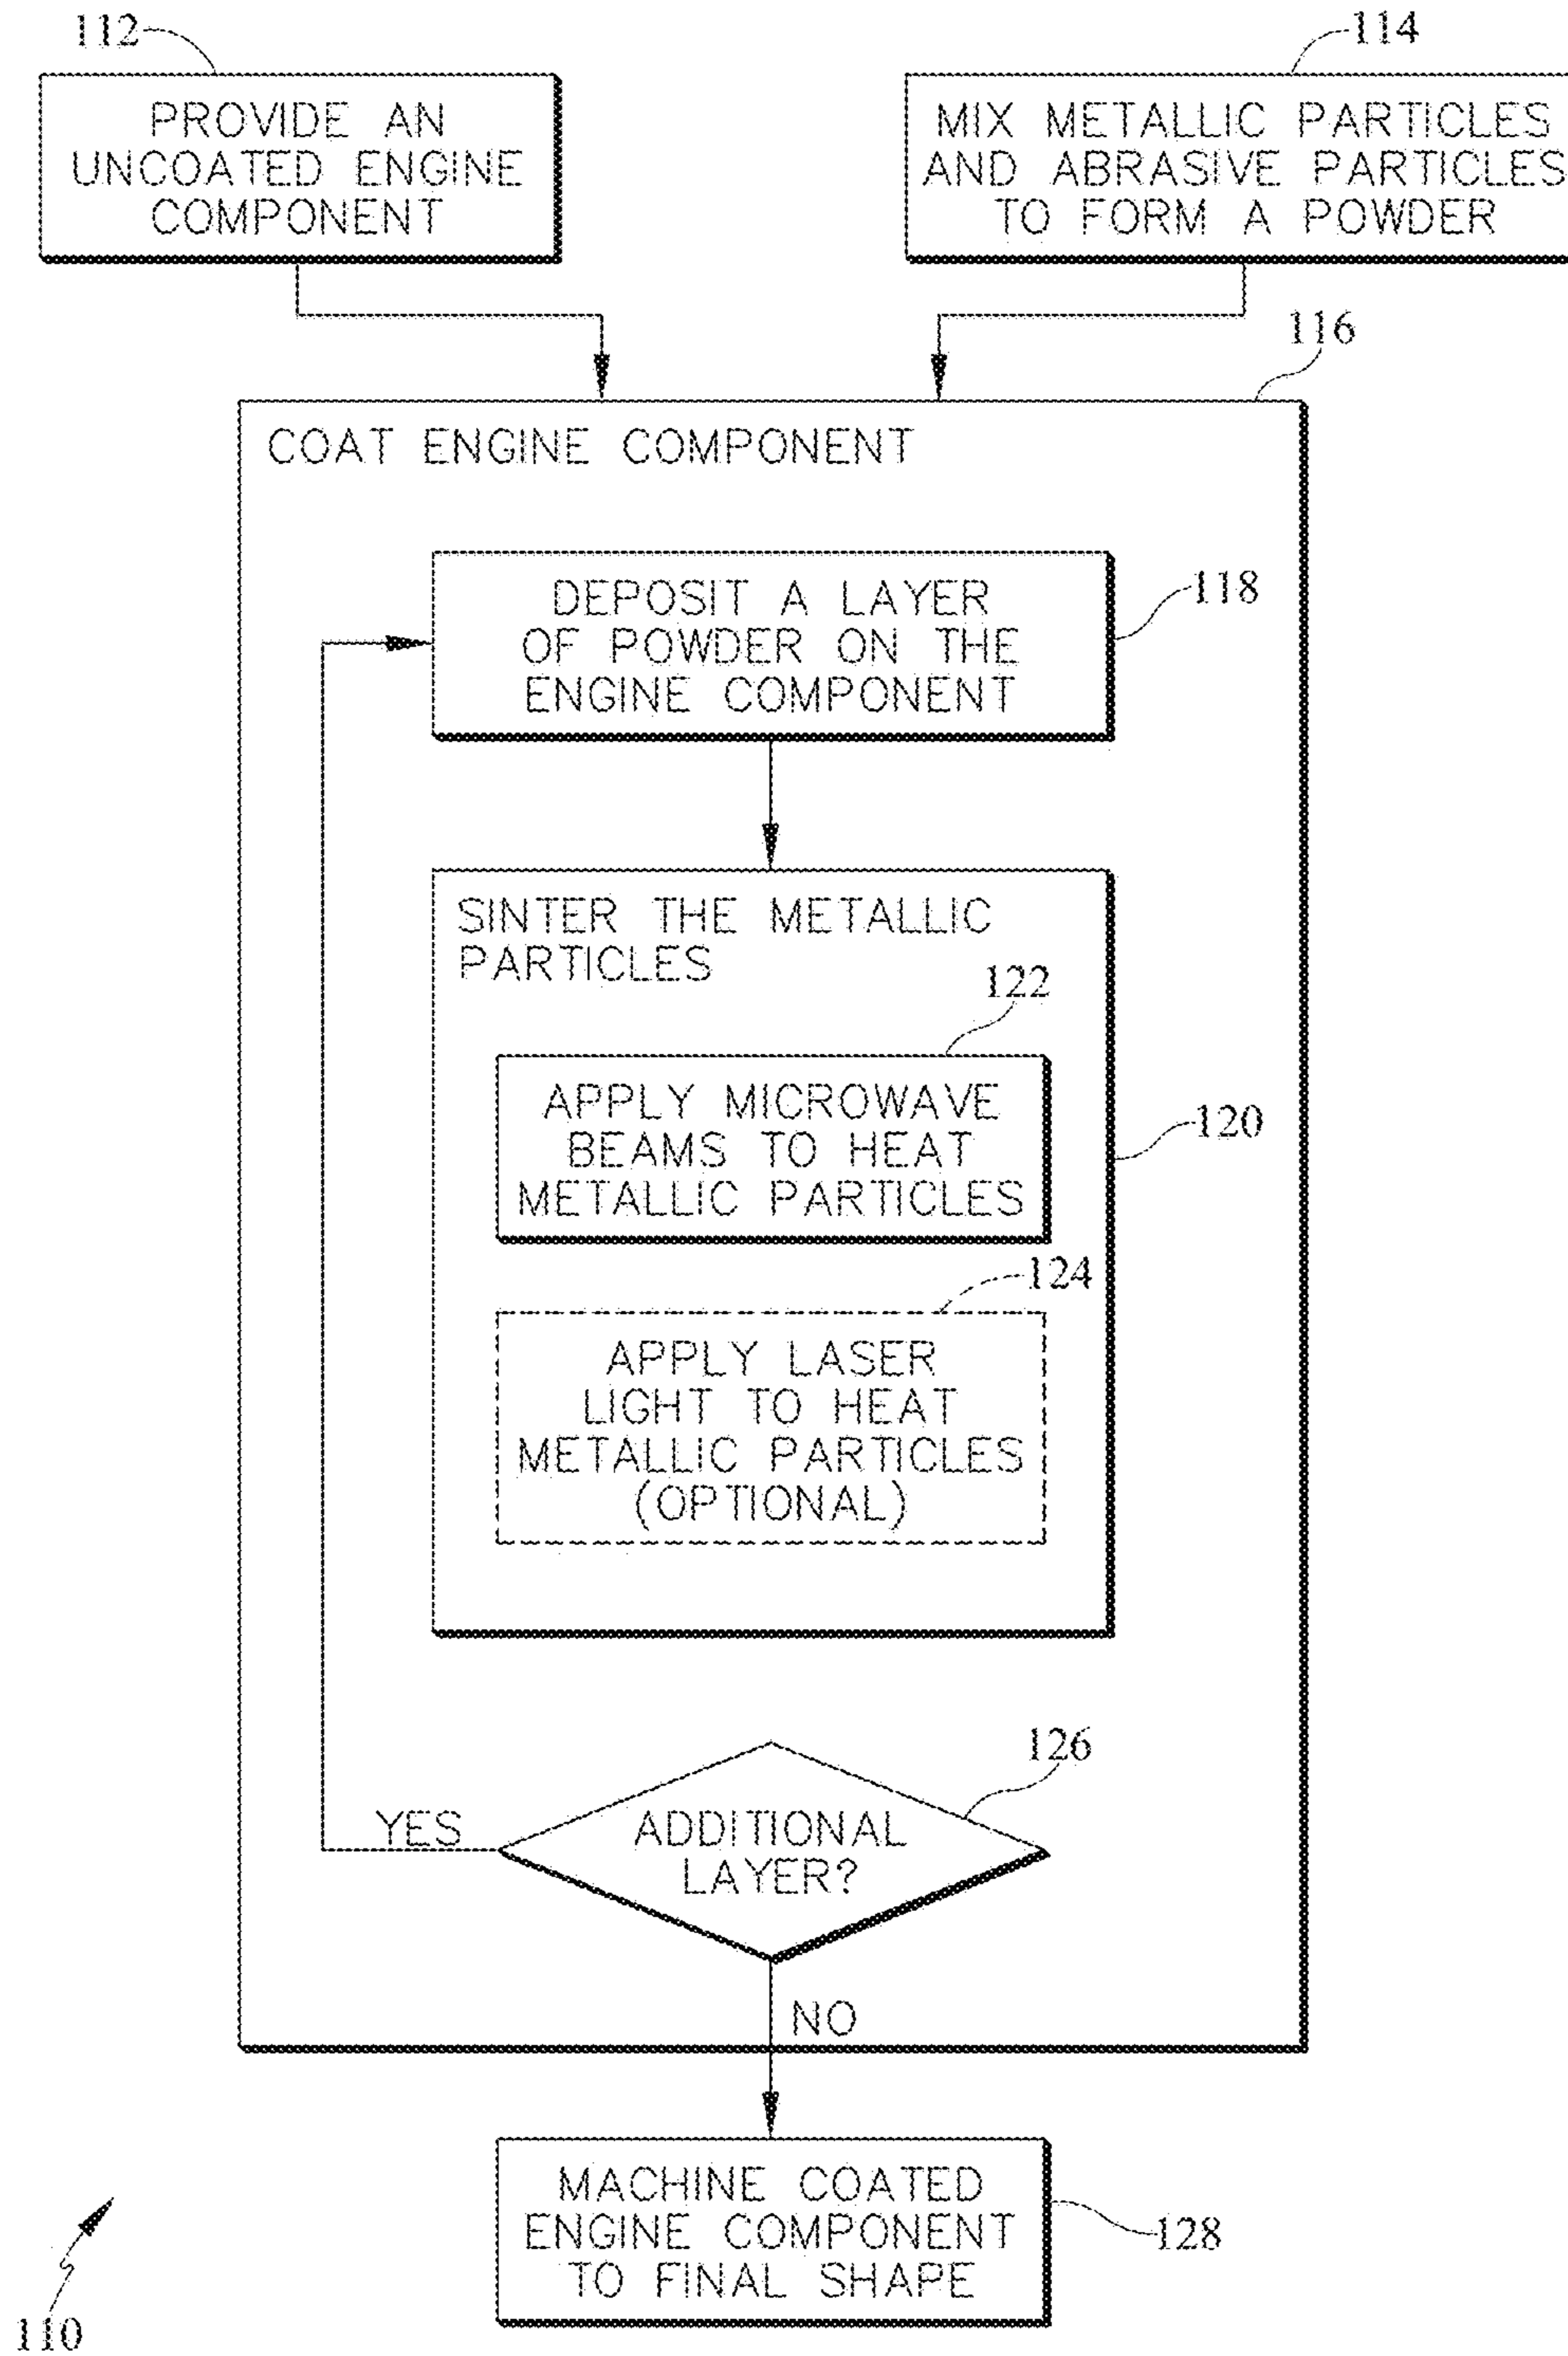 112
114
PROVIDE AN
UNCOATED ENGINE
COMPONENT
MIX METALLIC PARTICLES
AND ABRASIVE PARTICLES
TO FORM A POWDER
116
COAT ENGINE COMPONENT
DEPOSIT A LAYER
OF POWDER ON THE
ENGINE COMPONENT
118
SINTER THE METALLIC
PARTICLES
122
APPLY MICROWAVE
BEAMS TO HEAT
METALLIC PARTICLES
120
124
APPLY LASER
LIGHT TO HEAT
METALLIC PARTICLES
(OPTIONAL)
126
YES
ADDITIONAL
LAYER?
NO
MACHINE COATED
ENGINE COMPONENT
TO FINAL SHAPE
128
110